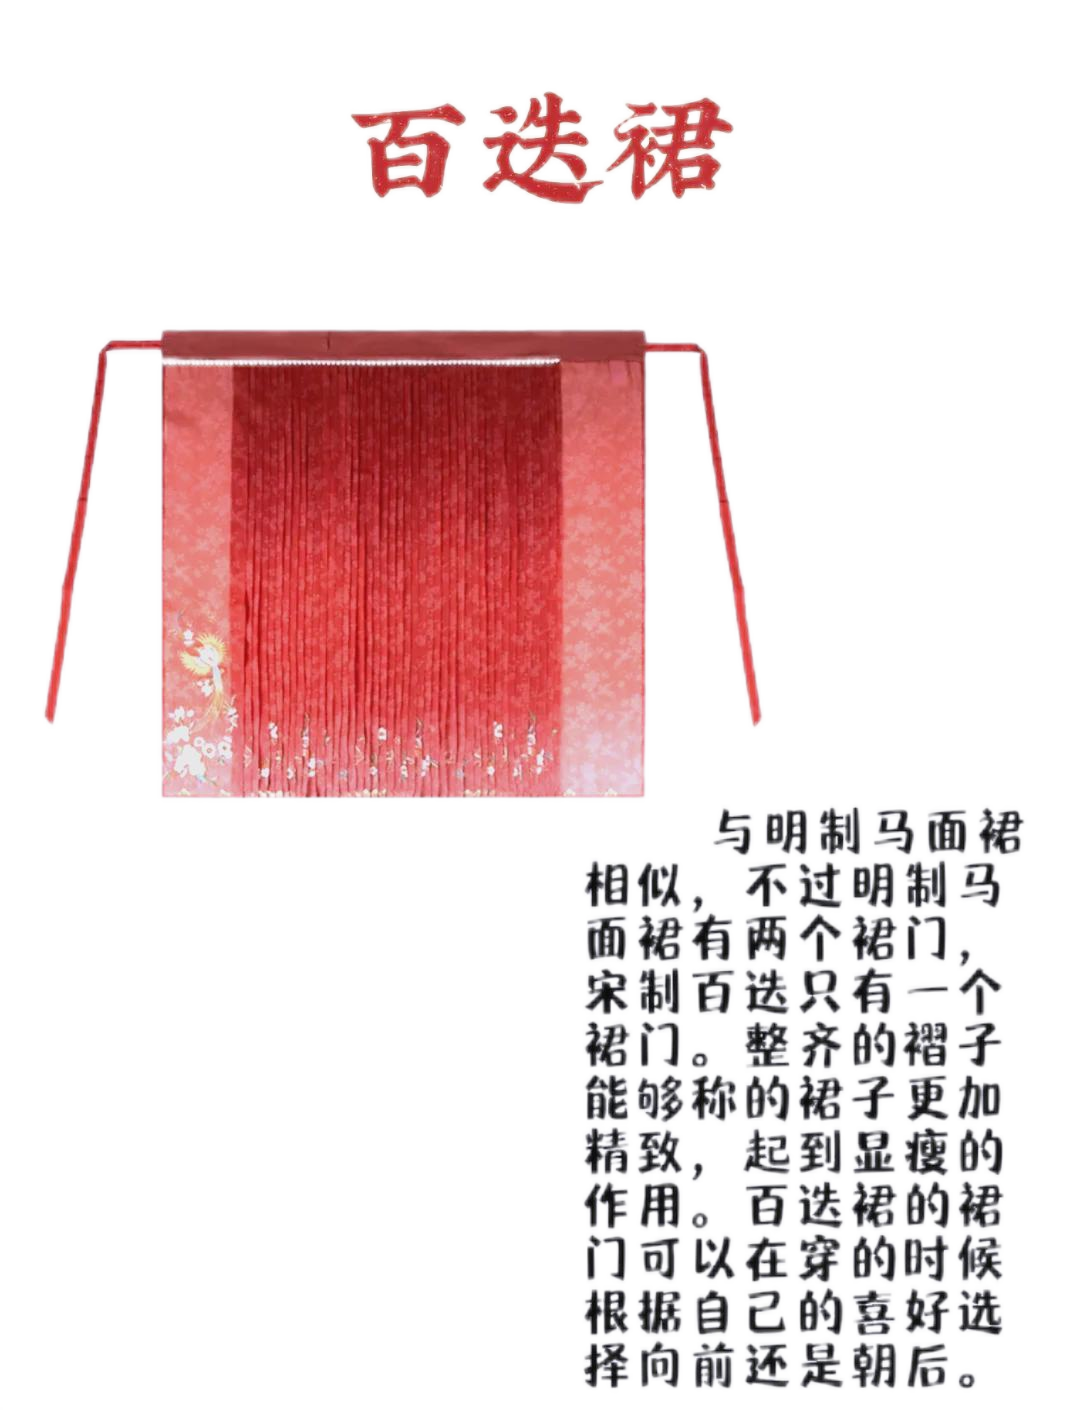 百迭裙
与明制马面裙
相似，不过明制马
面裙有两个裙门，
宋制百迭只有一个
裙门。整齐的褶子
能够称的裙子更加
精致，起到显瘦的
作用。百迭裙的裙
门可以在穿的时候
根据自己的喜好选
择向前还是朝后。